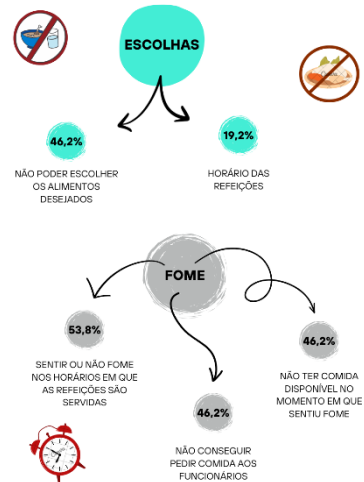 ESCOLHAS
46,2%
NÃO PODER ESCOLHER
OS ALIMENTOS
DESEJADOS
19,2%
HORÁRIO DAS
REFEIÇÕES
FOME
53,8%
SENTIR OU NÃO FOME
NOS HORÁRIOS EM QUE
AS REFEIÇÕES SÃO
SERVIDAS
46,2%
NÃO CONSEGUIR
PEDIR COMIDA AOS
FUNCIONÁRIOS
46,2%
NÃO TER COMIDA
DISPONÍVEL NO
MOMENTO EM QUE
SENTIU FOME